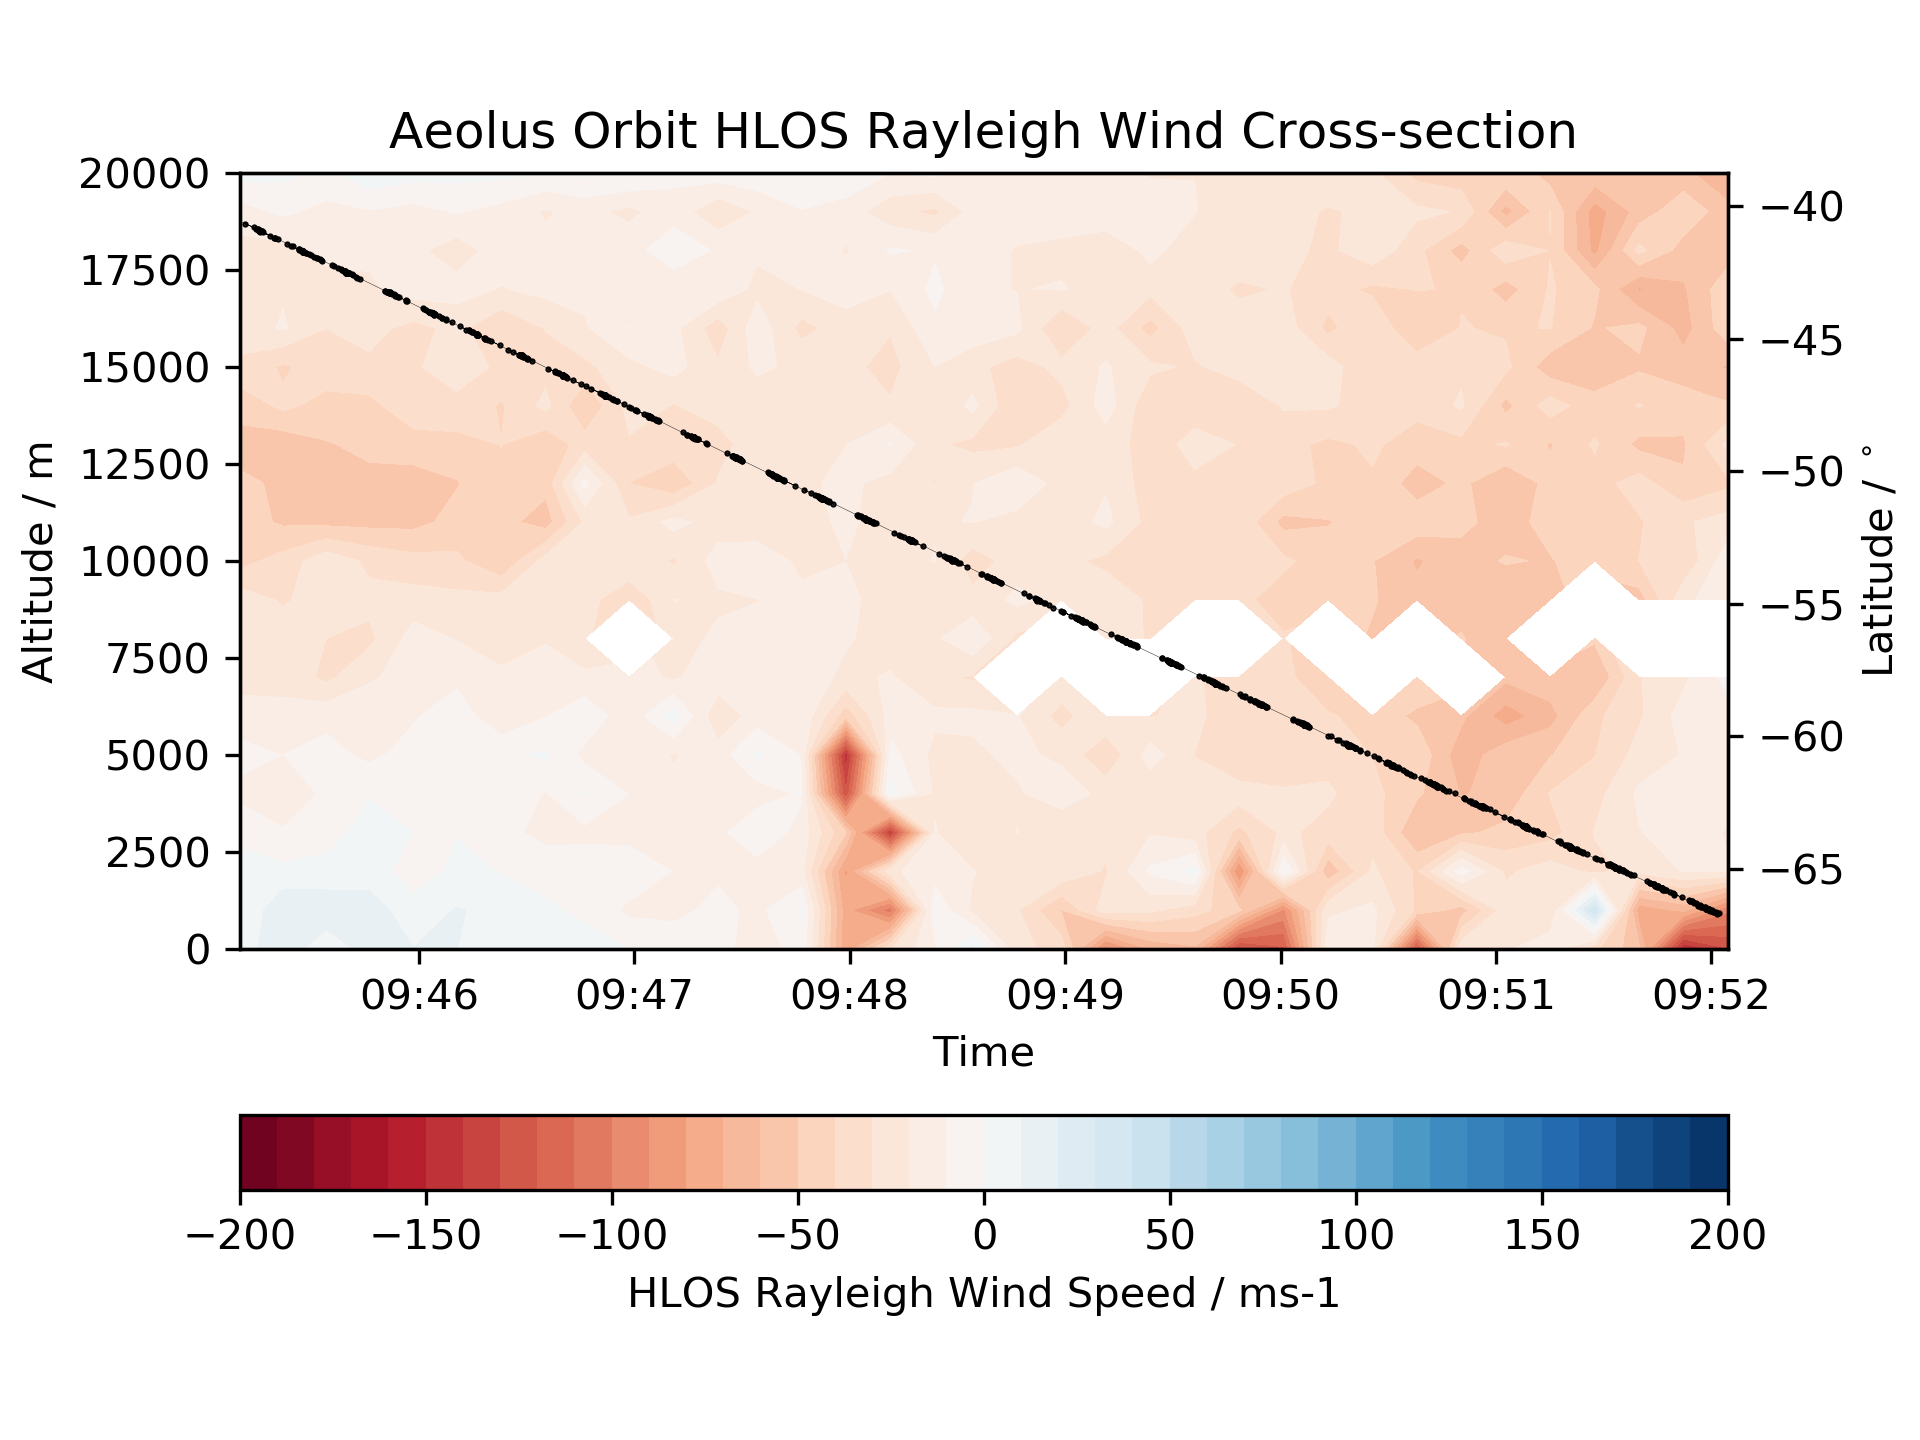 Aeolus Orbit HLOS Rayleigh Wind Cross-section
20000
17500
15000
12500
10000
7500
5000
2500
0
Altitude / m
−40
−45
−50
−55
−60
−65
Latitude / °
09:46 09:47 09:48 09:49 09:50 09:51 09:52
Time
−200 −150 −100 −50 0 50 100 150 200
HLOS Rayleigh Wind Speed / ms-1